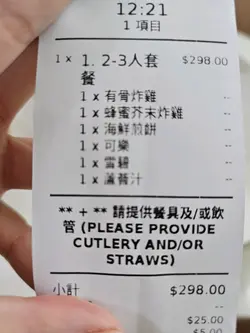 12:21
1 項目
1 x 1. 2-3人套 $298.00
餐
1 x 有骨炸雞 --
1 x 蜂蜜芥末炸雞 --
1 x 海鮮煎餅 --
1 x 可樂 --
1 x 雪碧 --
1 x 蘆薈汁 --
** + ** 請提供餐具及/或飲
管 (PLEASE PROVIDE
CUTLERY AND/OR
STRAWS)
小計 $298.00
--
$25.00
$5.00